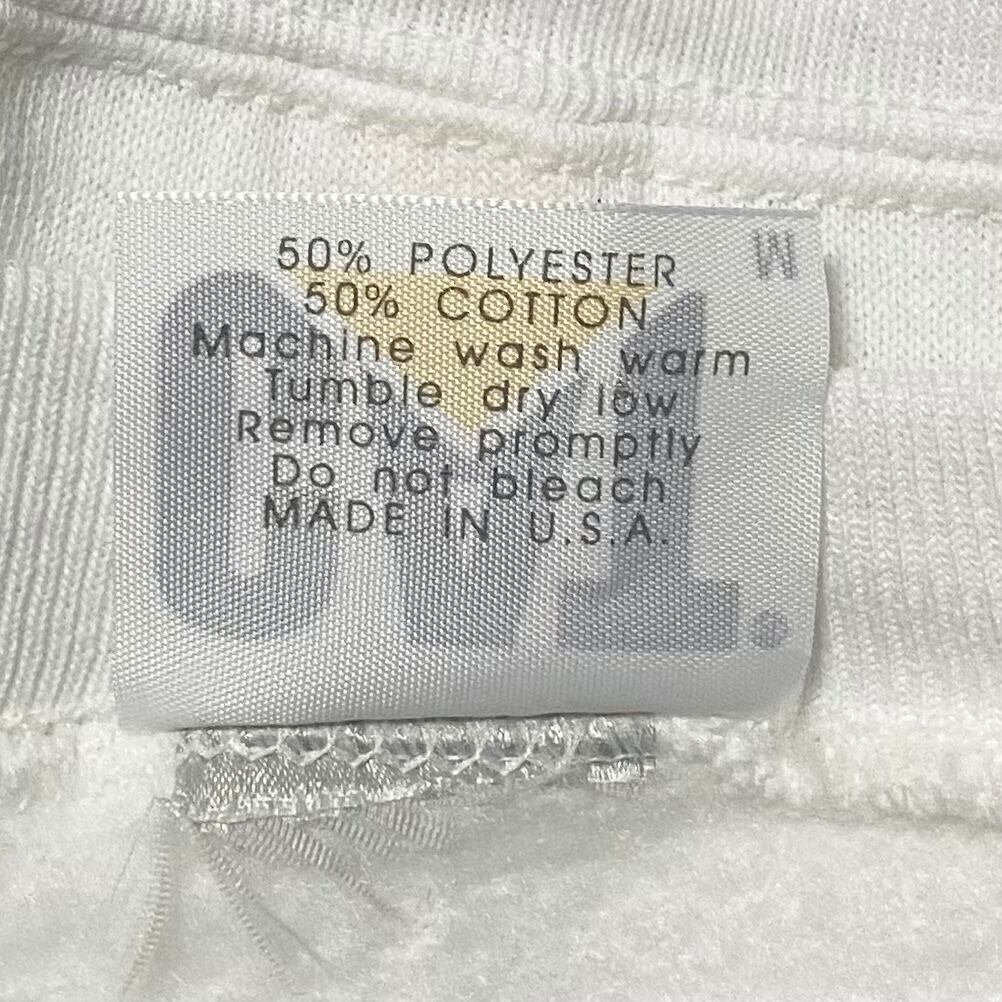 50% POLYESTER
50% COTTON
Machine wash warm
Tumble dry low
Remove promptly
Do not bleach
MADE IN U.S.A.
M